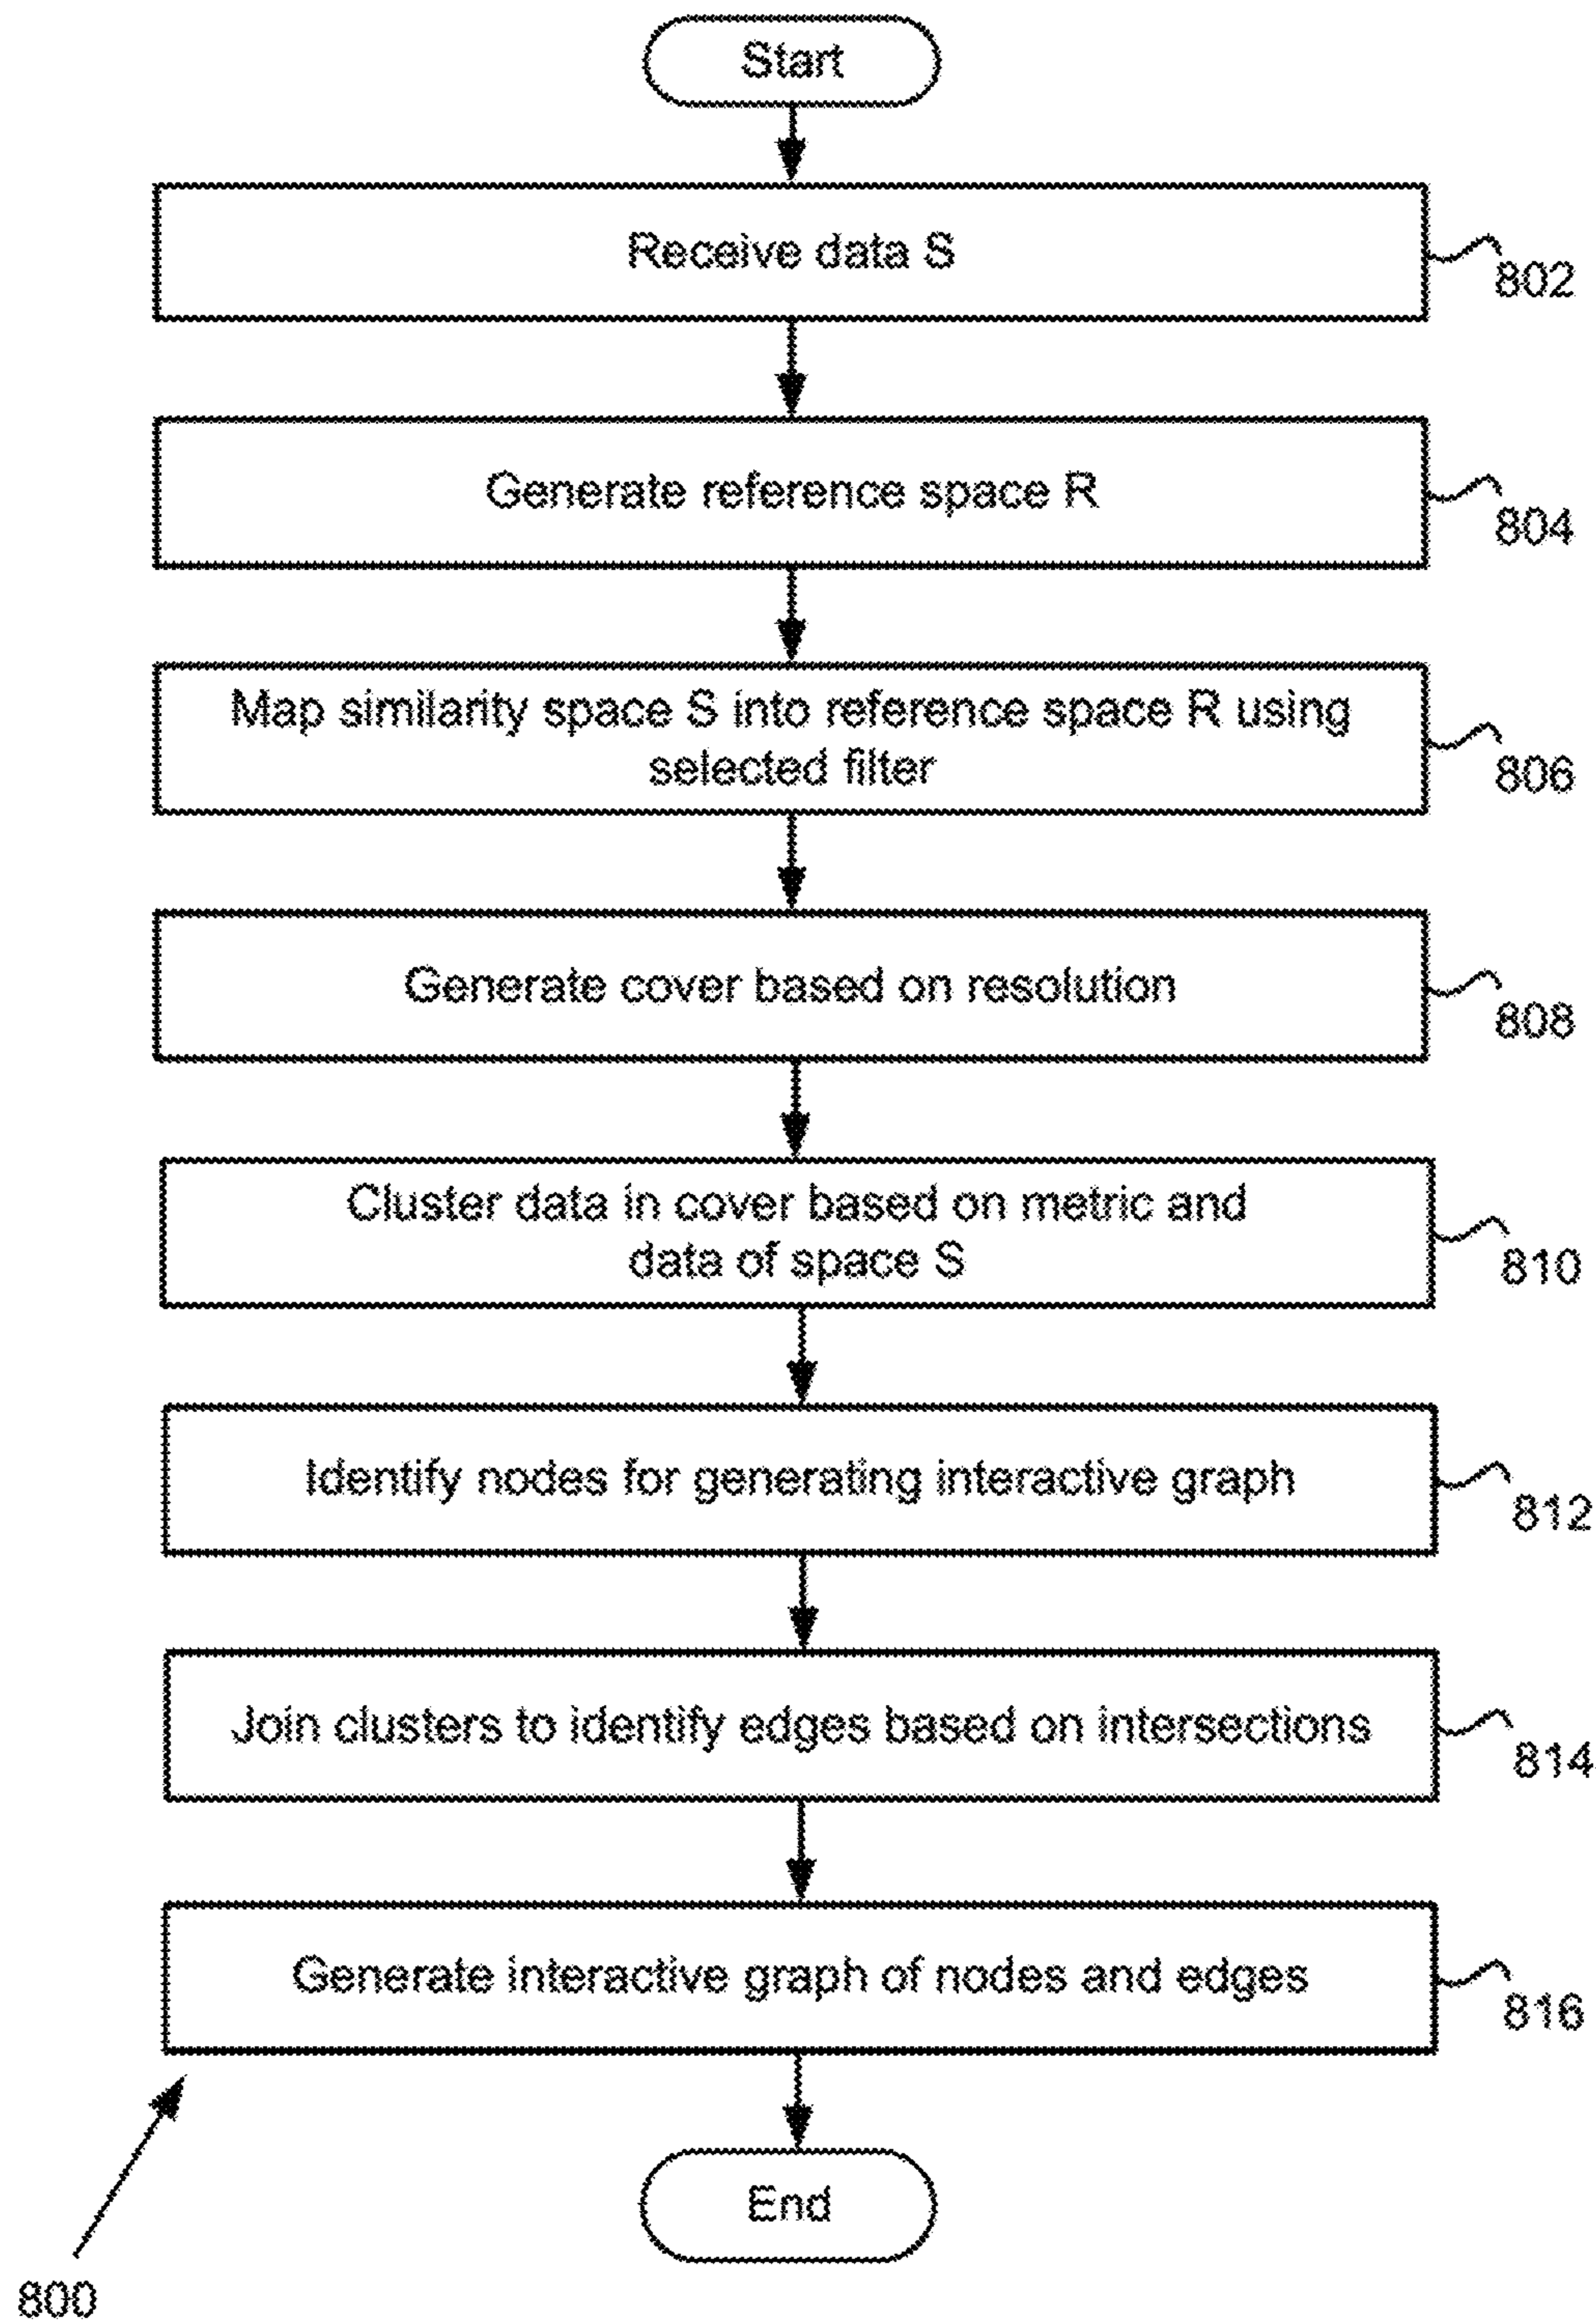 Start
Receive data S
802
Generate reference space R
804
Map similarity space S into reference space R using
selected filter
806
Generate cover based on resolution
808
Cluster data in cover based on metric and
data of space S
810
Identify nodes for generating interactive graph
812
Join clusters to identify edges based on intersections
814
Generate interactive graph of nodes and edges
816
End
800